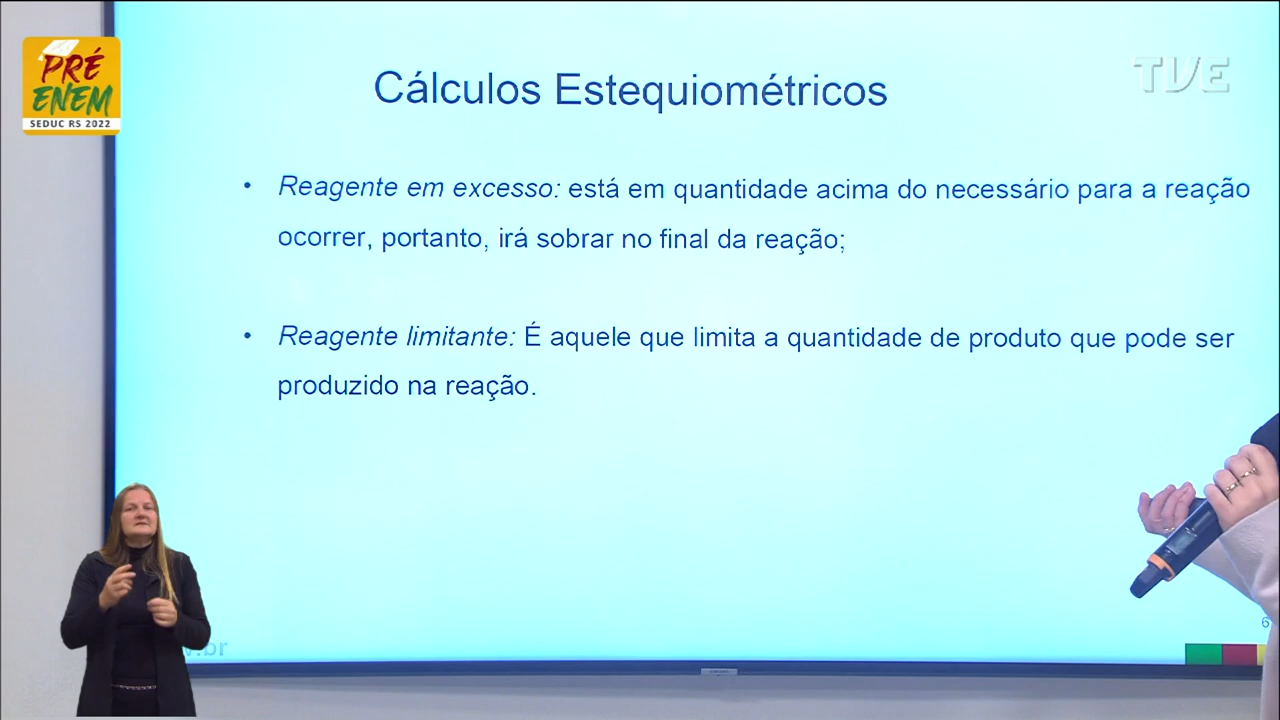 PRÉ
ENEM
SEDUC RS 2022
TVE
Cálculos Estequiométricos
• Reagente em excesso: está em quantidade acima do necessário para a reação
ocorrer, portanto, irá sobrar no final da reação;
• Reagente limitante: É aquele que limita a quantidade de produto que pode ser
produzido na reação.
.br
6